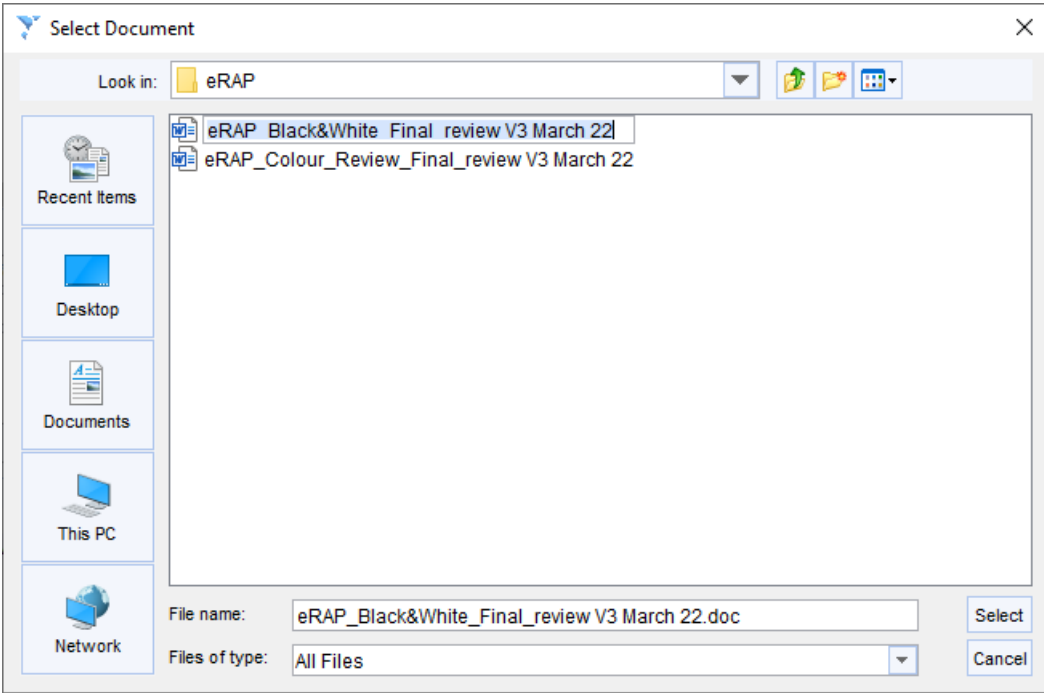 Select Document
Look in:
eRAP
Recent Items
Desktop
Documents
This PC
Network
eRAP_Black&White_Final_review V3 March 22
eRAP_Colour_Review_Final_review V3 March 22
File name:
eRAP_Black&White_Final_review V3 March 22.doc
Select
Files of type:
All Files
Cancel